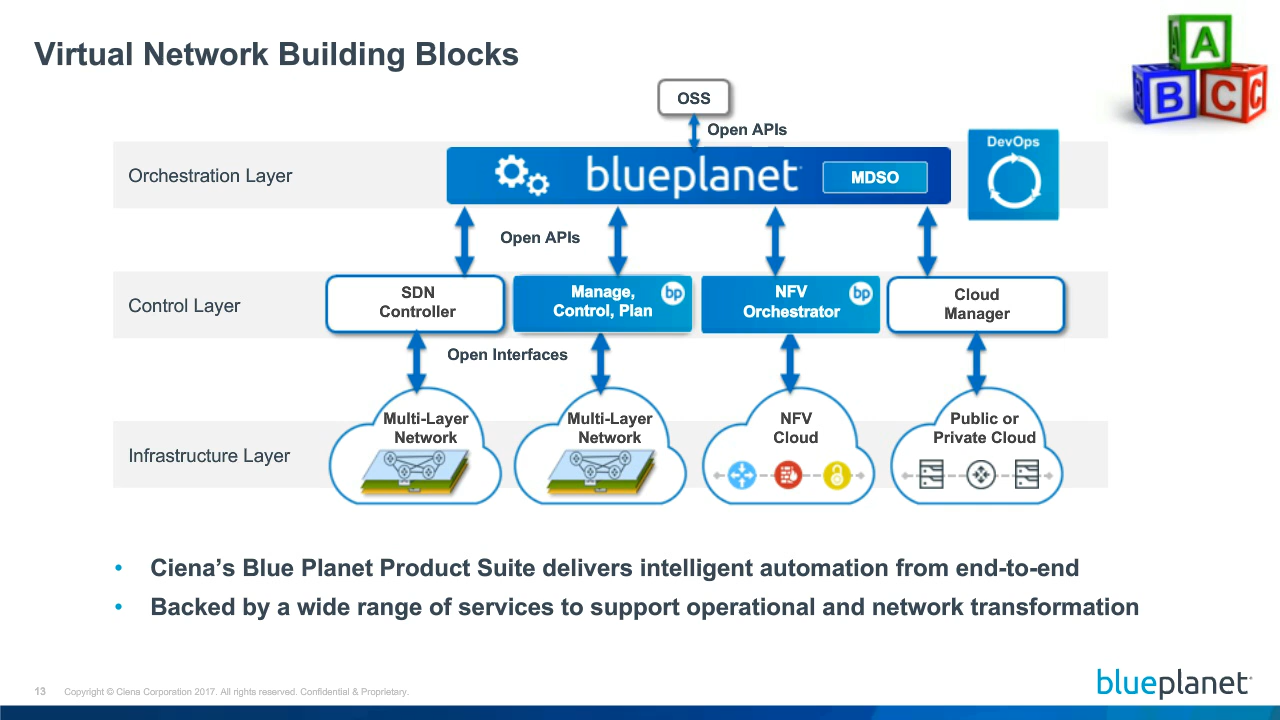 Virtual Network Building Blocks
A
B
C
C
OSS
Open APIs
DevOps
Orchestration Layer
blueplanet
MDSO
Open APIs
Control Layer
SDN
Controller
Manage,
Control, Plan
bp
NFV
Orchestrator
bp
Cloud
Manager
Open Interfaces
Infrastructure Layer
Multi-Layer
Network
Multi-Layer
Network
NFV
Cloud
Public or
Private Cloud
• Ciena’s Blue Planet Product Suite delivers intelligent automation from end-to-end
• Backed by a wide range of services to support operational and network transformation
13 Copyright © Ciena Corporation 2017. All rights reserved. Confidential & Proprietary.
blueplanet